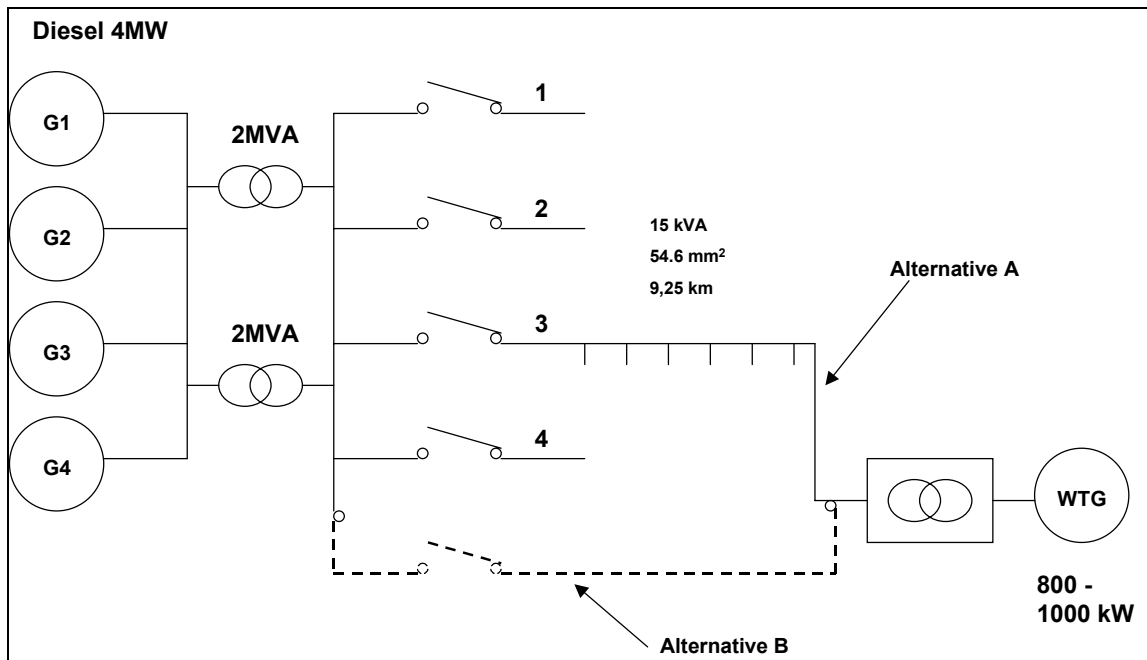 Diesel 4MW
G1
G2
G3
G4
2MVA
2MVA
1
2
3
4
15 kVA
54.6 mm²
9,25 km
Alternative A
WTG
800 -
1000 kW
Alternative B